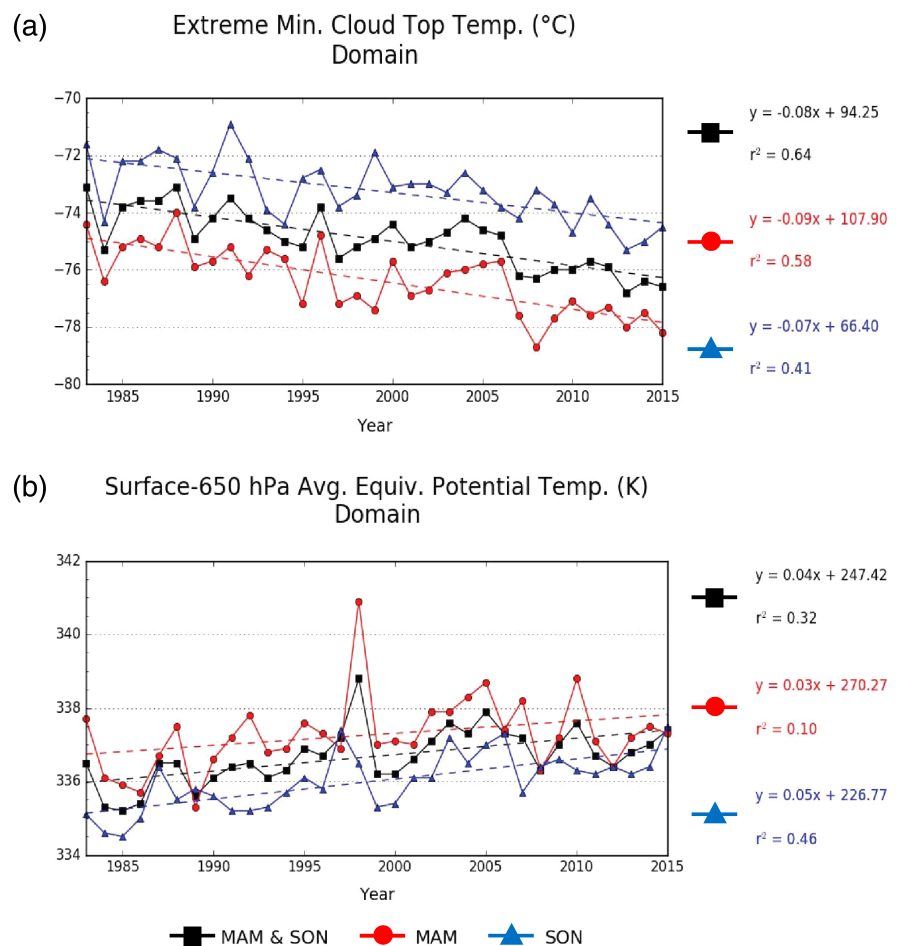 (a)
Extreme Min. Cloud Top Temp. (°C)
Domain
−70
−72
−74
−76
−78
−80
1985 1990 1995 2000 2005 2010 2015
Year
y = -0.08x + 94.25
r² = 0.64
y = -0.09x + 107.90
r² = 0.58
y = -0.07x + 66.40
r² = 0.41
(b)
Surface-650 hPa Avg. Equiv. Potential Temp. (K)
Domain
342
340
338
336
334
1985 1990 1995 2000 2005 2010 2015
Year
y = 0.04x + 247.42
r² = 0.32
y = 0.03x + 270.27
r² = 0.10
y = 0.05x + 226.77
r² = 0.46
MAM & SON MAM SON